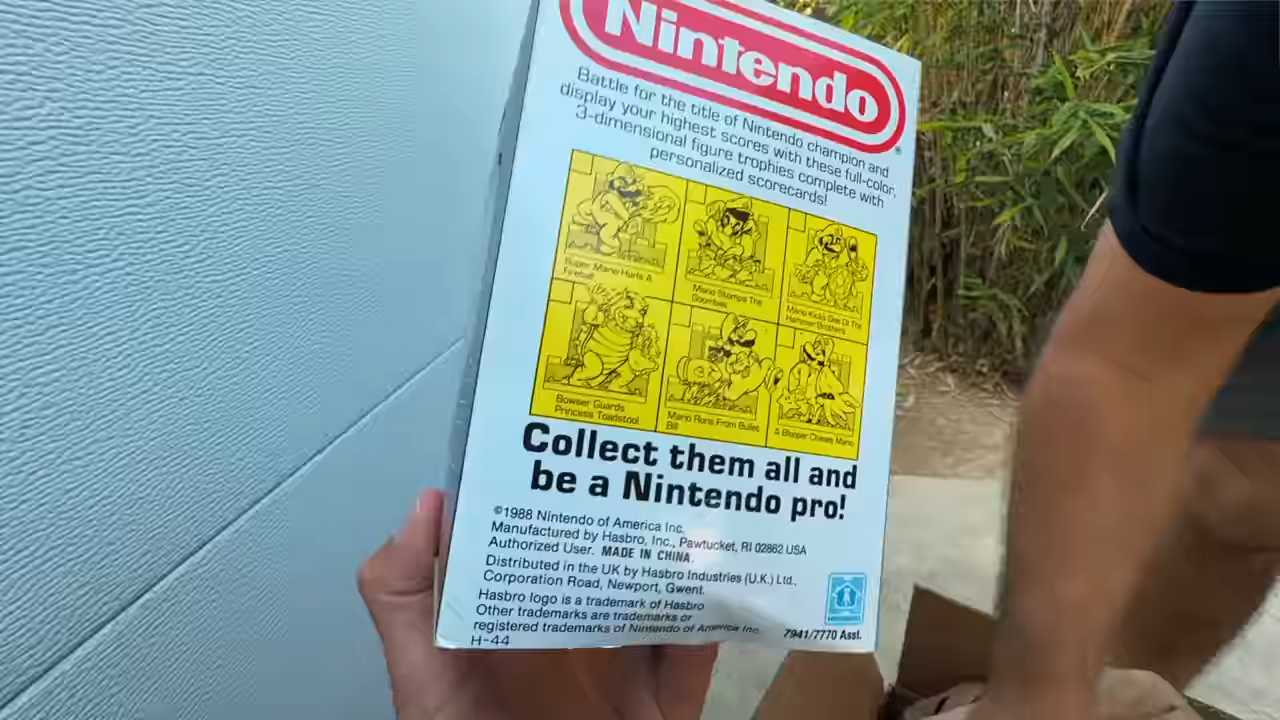 Nintendo
Battle for the title of Nintendo champion and
display your highest scores with these full-color,
3-dimensional figure trophies complete with
personalized scorecards!
Super Mario Hurls A
Fireball
Mario Stomps The
Goombas
Mario Kicks One Of The
Hammer Brothers
Bowser Guards
Princess Toadstool
Mario Runs From Bullet
Bill
A Blooper Chases Mario
Collect them all and
be a Nintendo pro!
©1988 Nintendo of America Inc.
Manufactured by Hasbro, Inc., Pawtucket, RI 02862 USA
Authorized User. MADE IN CHINA.
Distributed in the UK by Hasbro Industries (U.K.) Ltd.,
Corporation Road, Newport, Gwent.
Hasbro logo is a trademark of Hasbro
Other trademarks are trademarks or
registered trademarks of Nintendo of America Inc.
H-44
7941/7770 Asst.